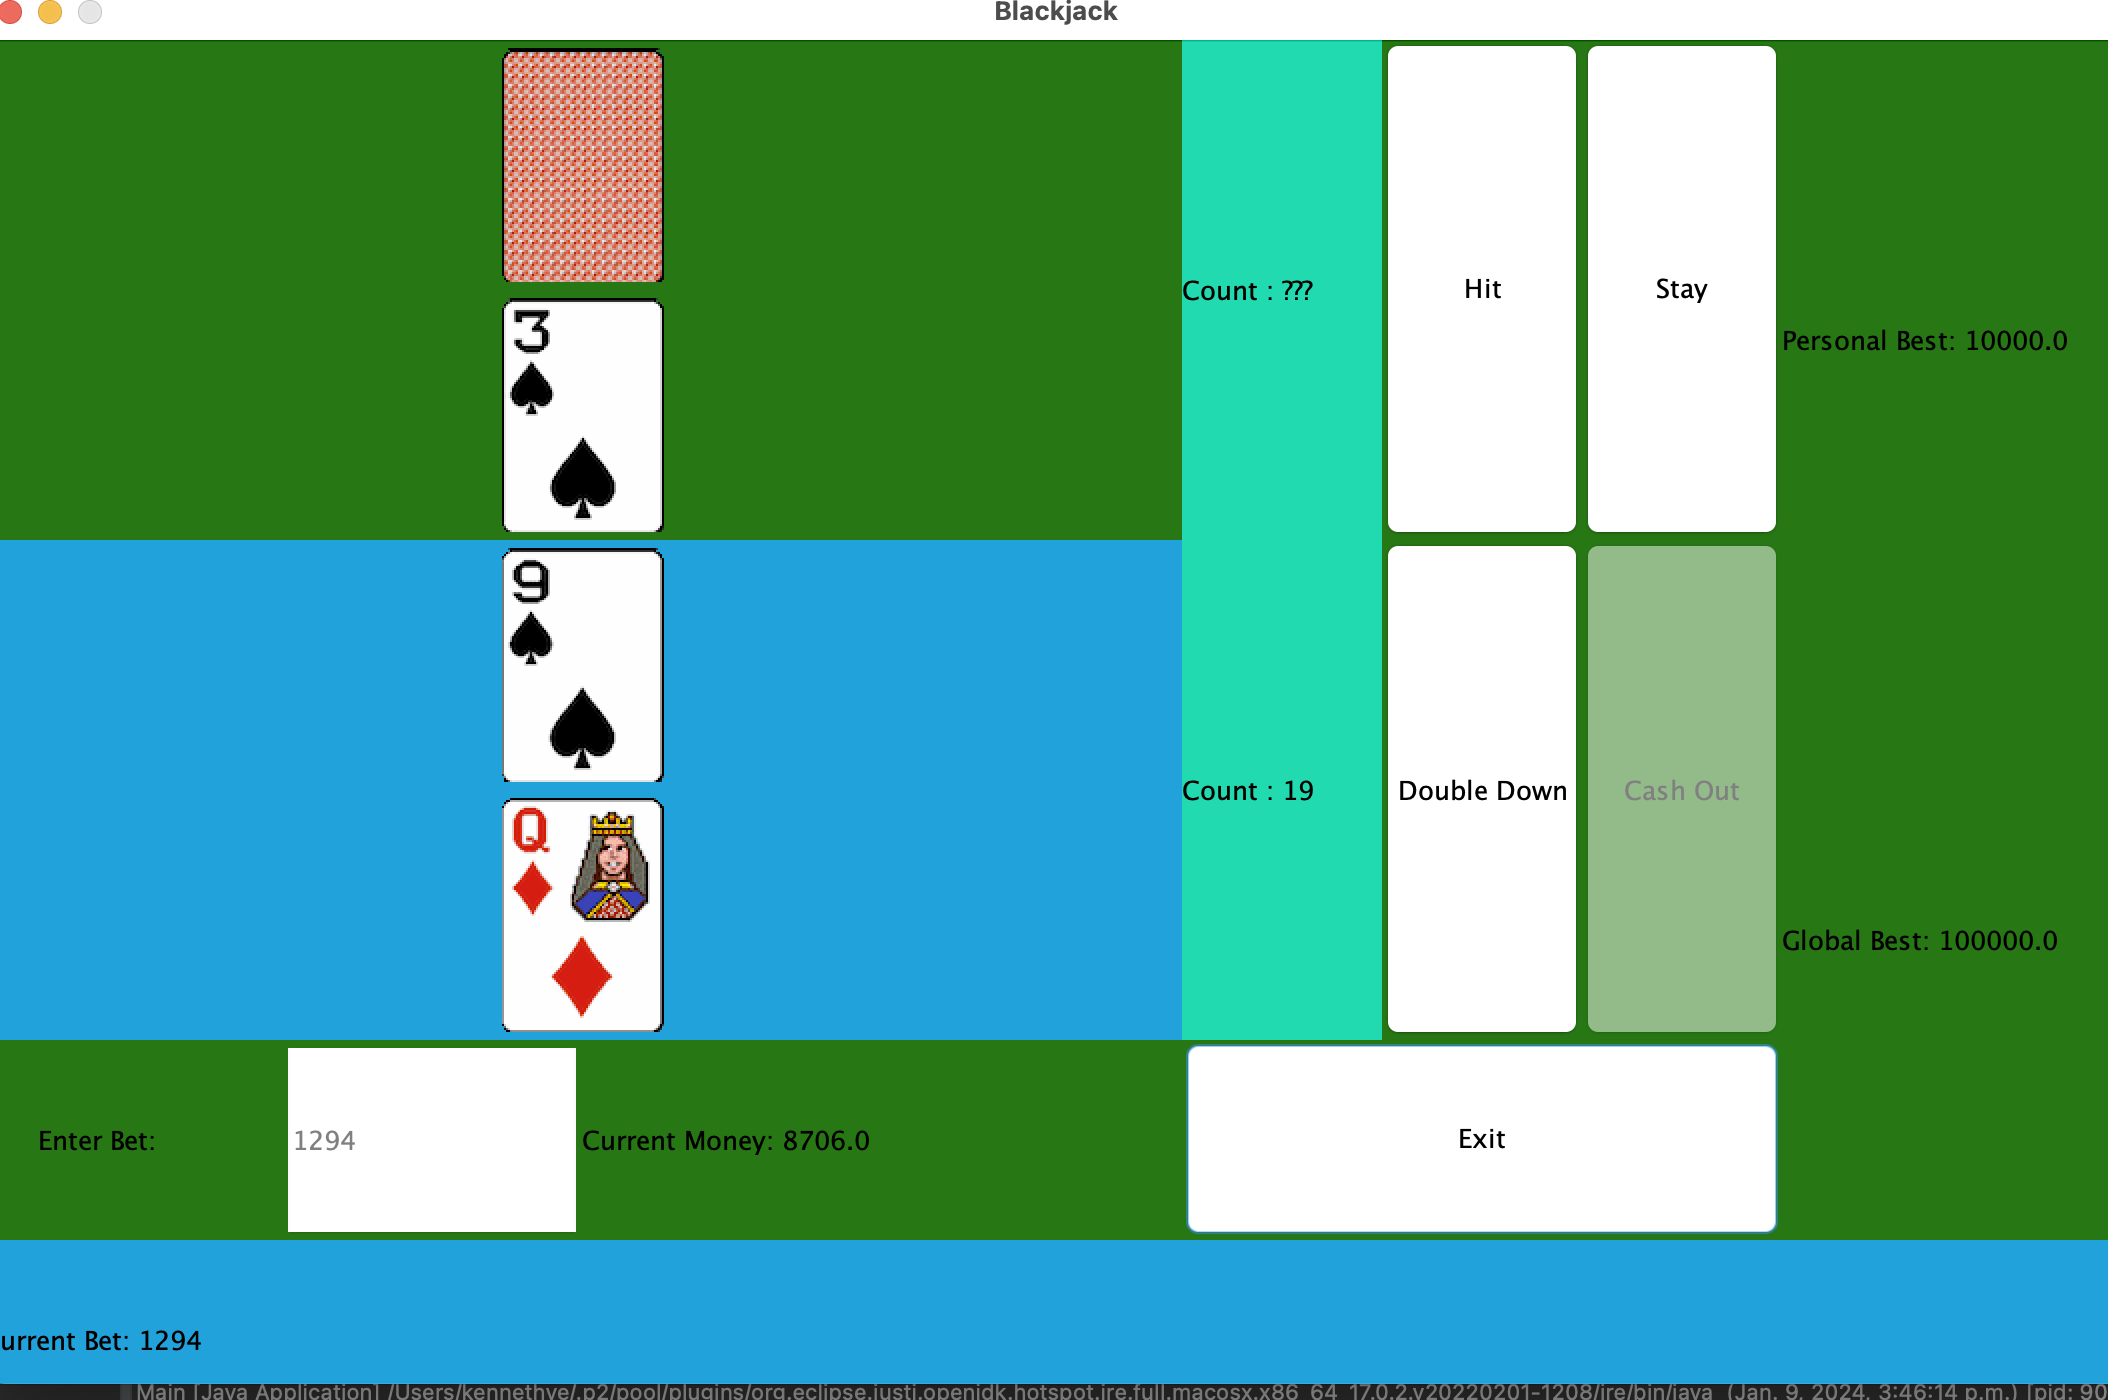 Blackjack
Count : ???
Hit
Stay
Personal Best: 10000.0
3
9
Count : 19
Double Down
Cash Out
Q
Global Best: 100000.0
Enter Bet:
1294
Current Money: 8706.0
Exit
urrent Bet: 1294
Main [Java Application] /Users/kennethye/.p2/pool/plugins/org.eclipse.justj.openjdk.hotspot.jre.full.macosx.x86_64_17.0.2.v20220201-1208/jre/bin/java (Jan. 9, 2024, 3:46:14 p.m.) [pid: 90